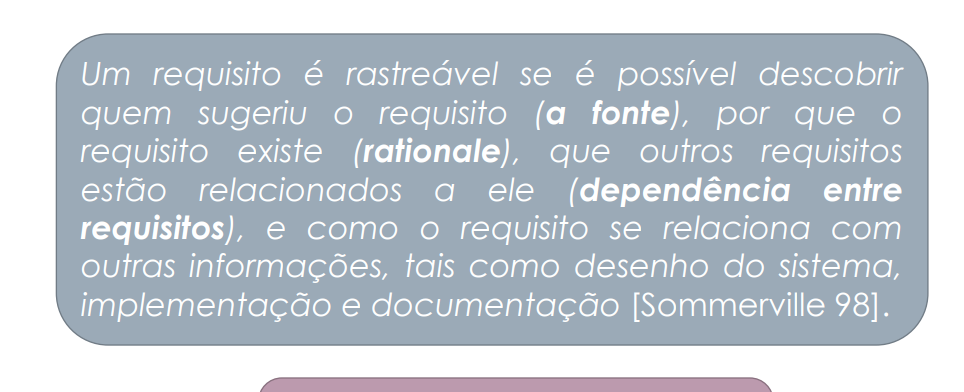 Um requisito é rastreável se é possível descobrir
quem sugeriu o requisito (a fonte), por que o
requisito existe (rationale), que outros requisitos
estão relacionados a ele (dependência entre
requisitos), e como o requisito se relaciona com
outras informações, tais como desenho do sistema,
implementação e documentação [Sommerville 98].